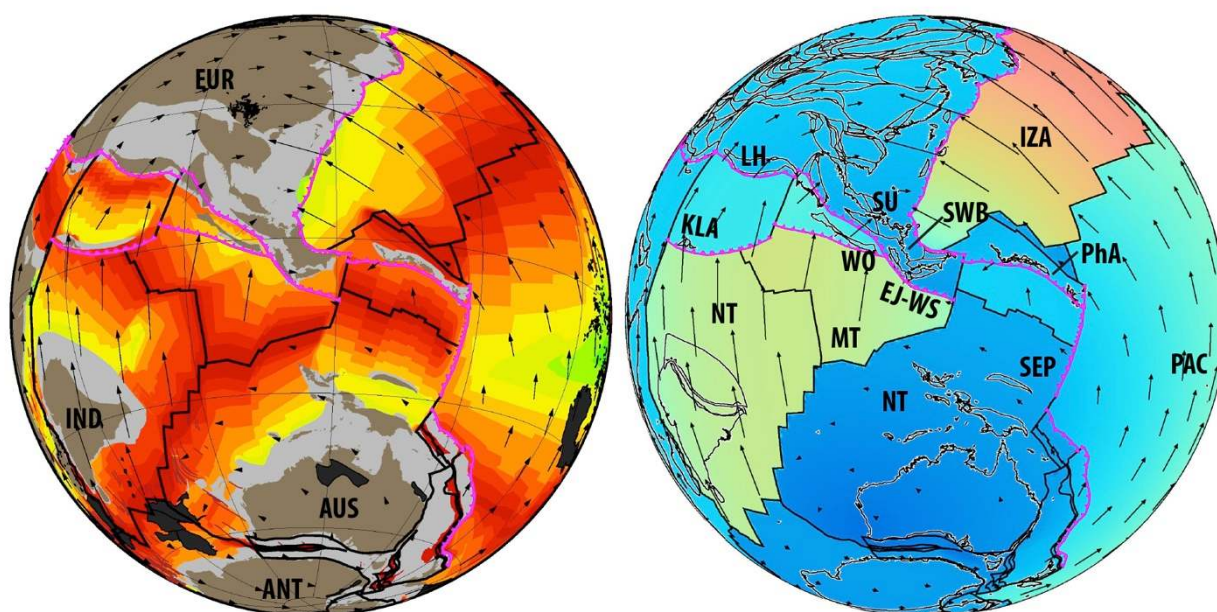 EUR
IND
AUS
ANT
IZA
LH
SU
SWB
KLA
PhA
WO
EJ-WS
NT
MT
SEP
PAC
NT